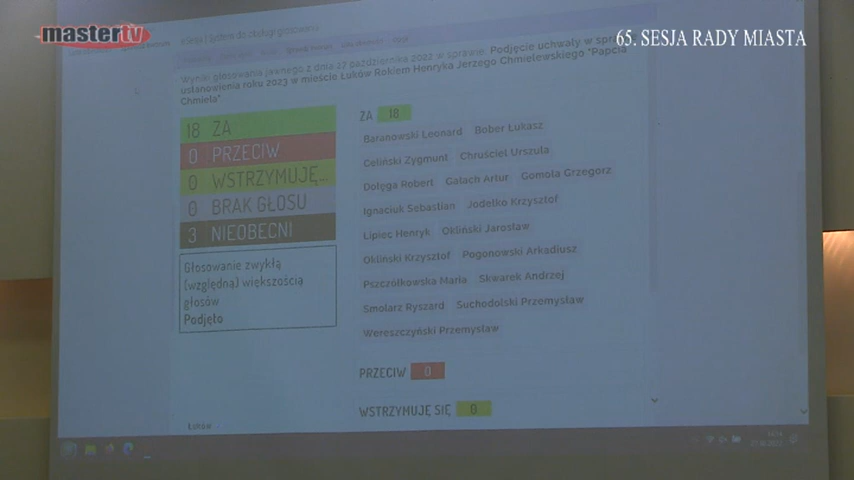 mastertv
65. SESJA RADY MIASTA
Wyniki głosowania jawnego z dnia 27 października 2022 w sprawie: Podjęcie uchwały w sprawie
ustanowienia roku 2023 w mieście Łuków Rokiem Henryka Jerzego Chmielewskiego "Papcia
Chmiela"
18 ZA
0 PRZECIW
0 WSTRZYMUJĘ...
0 BRAK GŁOSU
3 NIEOBECNI
Głosowanie zwykłą
(względną) większością
głosów
Podjęto
ZA 18
Baranowski Leonard Bober Łukasz
Celiński Zygmunt Chruściel Urszula
Dołęga Robert Gałach Artur Gomoła Grzegorz
Ignaciuk Sebastian Jodełko Krzysztof
Lipiec Henryk Okliński Jarosław
Okliński Krzysztof Pogonowski Arkadiusz
Pszczółkowska Maria Skwarek Andrzej
Smolarz Ryszard Suchodolski Przemysław
Wereszczyński Przemysław
PRZECIW 0
WSTRZYMUJĘ SIĘ 0
Łuków